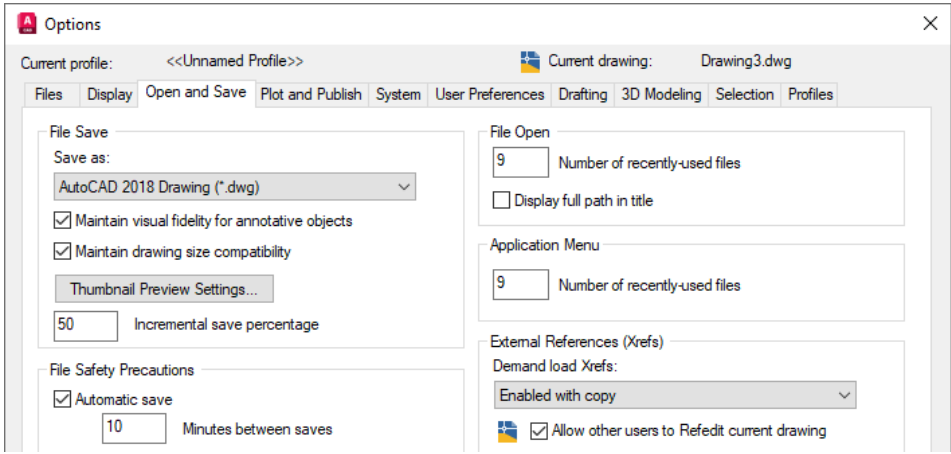 Options
Current profile: <<Unnamed Profile>> Current drawing: Drawing3.dwg
Files Display Open and Save Plot and Publish System User Preferences Drafting 3D Modeling Selection Profiles
File Save
Save as:
AutoCAD 2018 Drawing (*.dwg)
Maintain visual fidelity for annotative objects
Maintain drawing size compatibility
Thumbnail Preview Settings...
50 Incremental save percentage
File Safety Precautions
Automatic save
10 Minutes between saves
File Open
9 Number of recently-used files
Display full path in title
Application Menu
9 Number of recently-used files
External References (Xrefs)
Demand load Xrefs:
Enabled with copy
Allow other users to Refedit current drawing